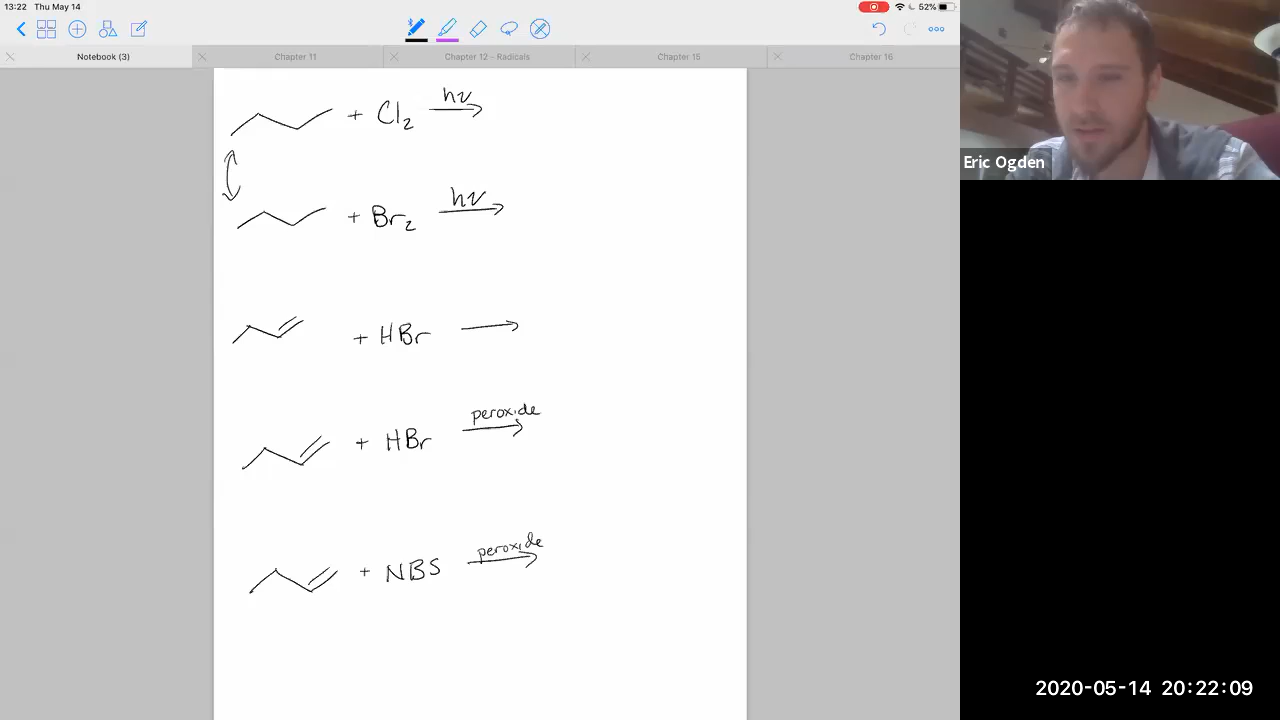 13:22 Thu May 14
52%
Notebook (3)
Chapter 11
Chapter 12 - Radicals
Chapter 15
Chapter 16
+ Cl2 hν
+ Br2 hν
+ HBr
+ HBr peroxide
+ NBS peroxide
Eric Ogden
2020-05-14 20:22:09